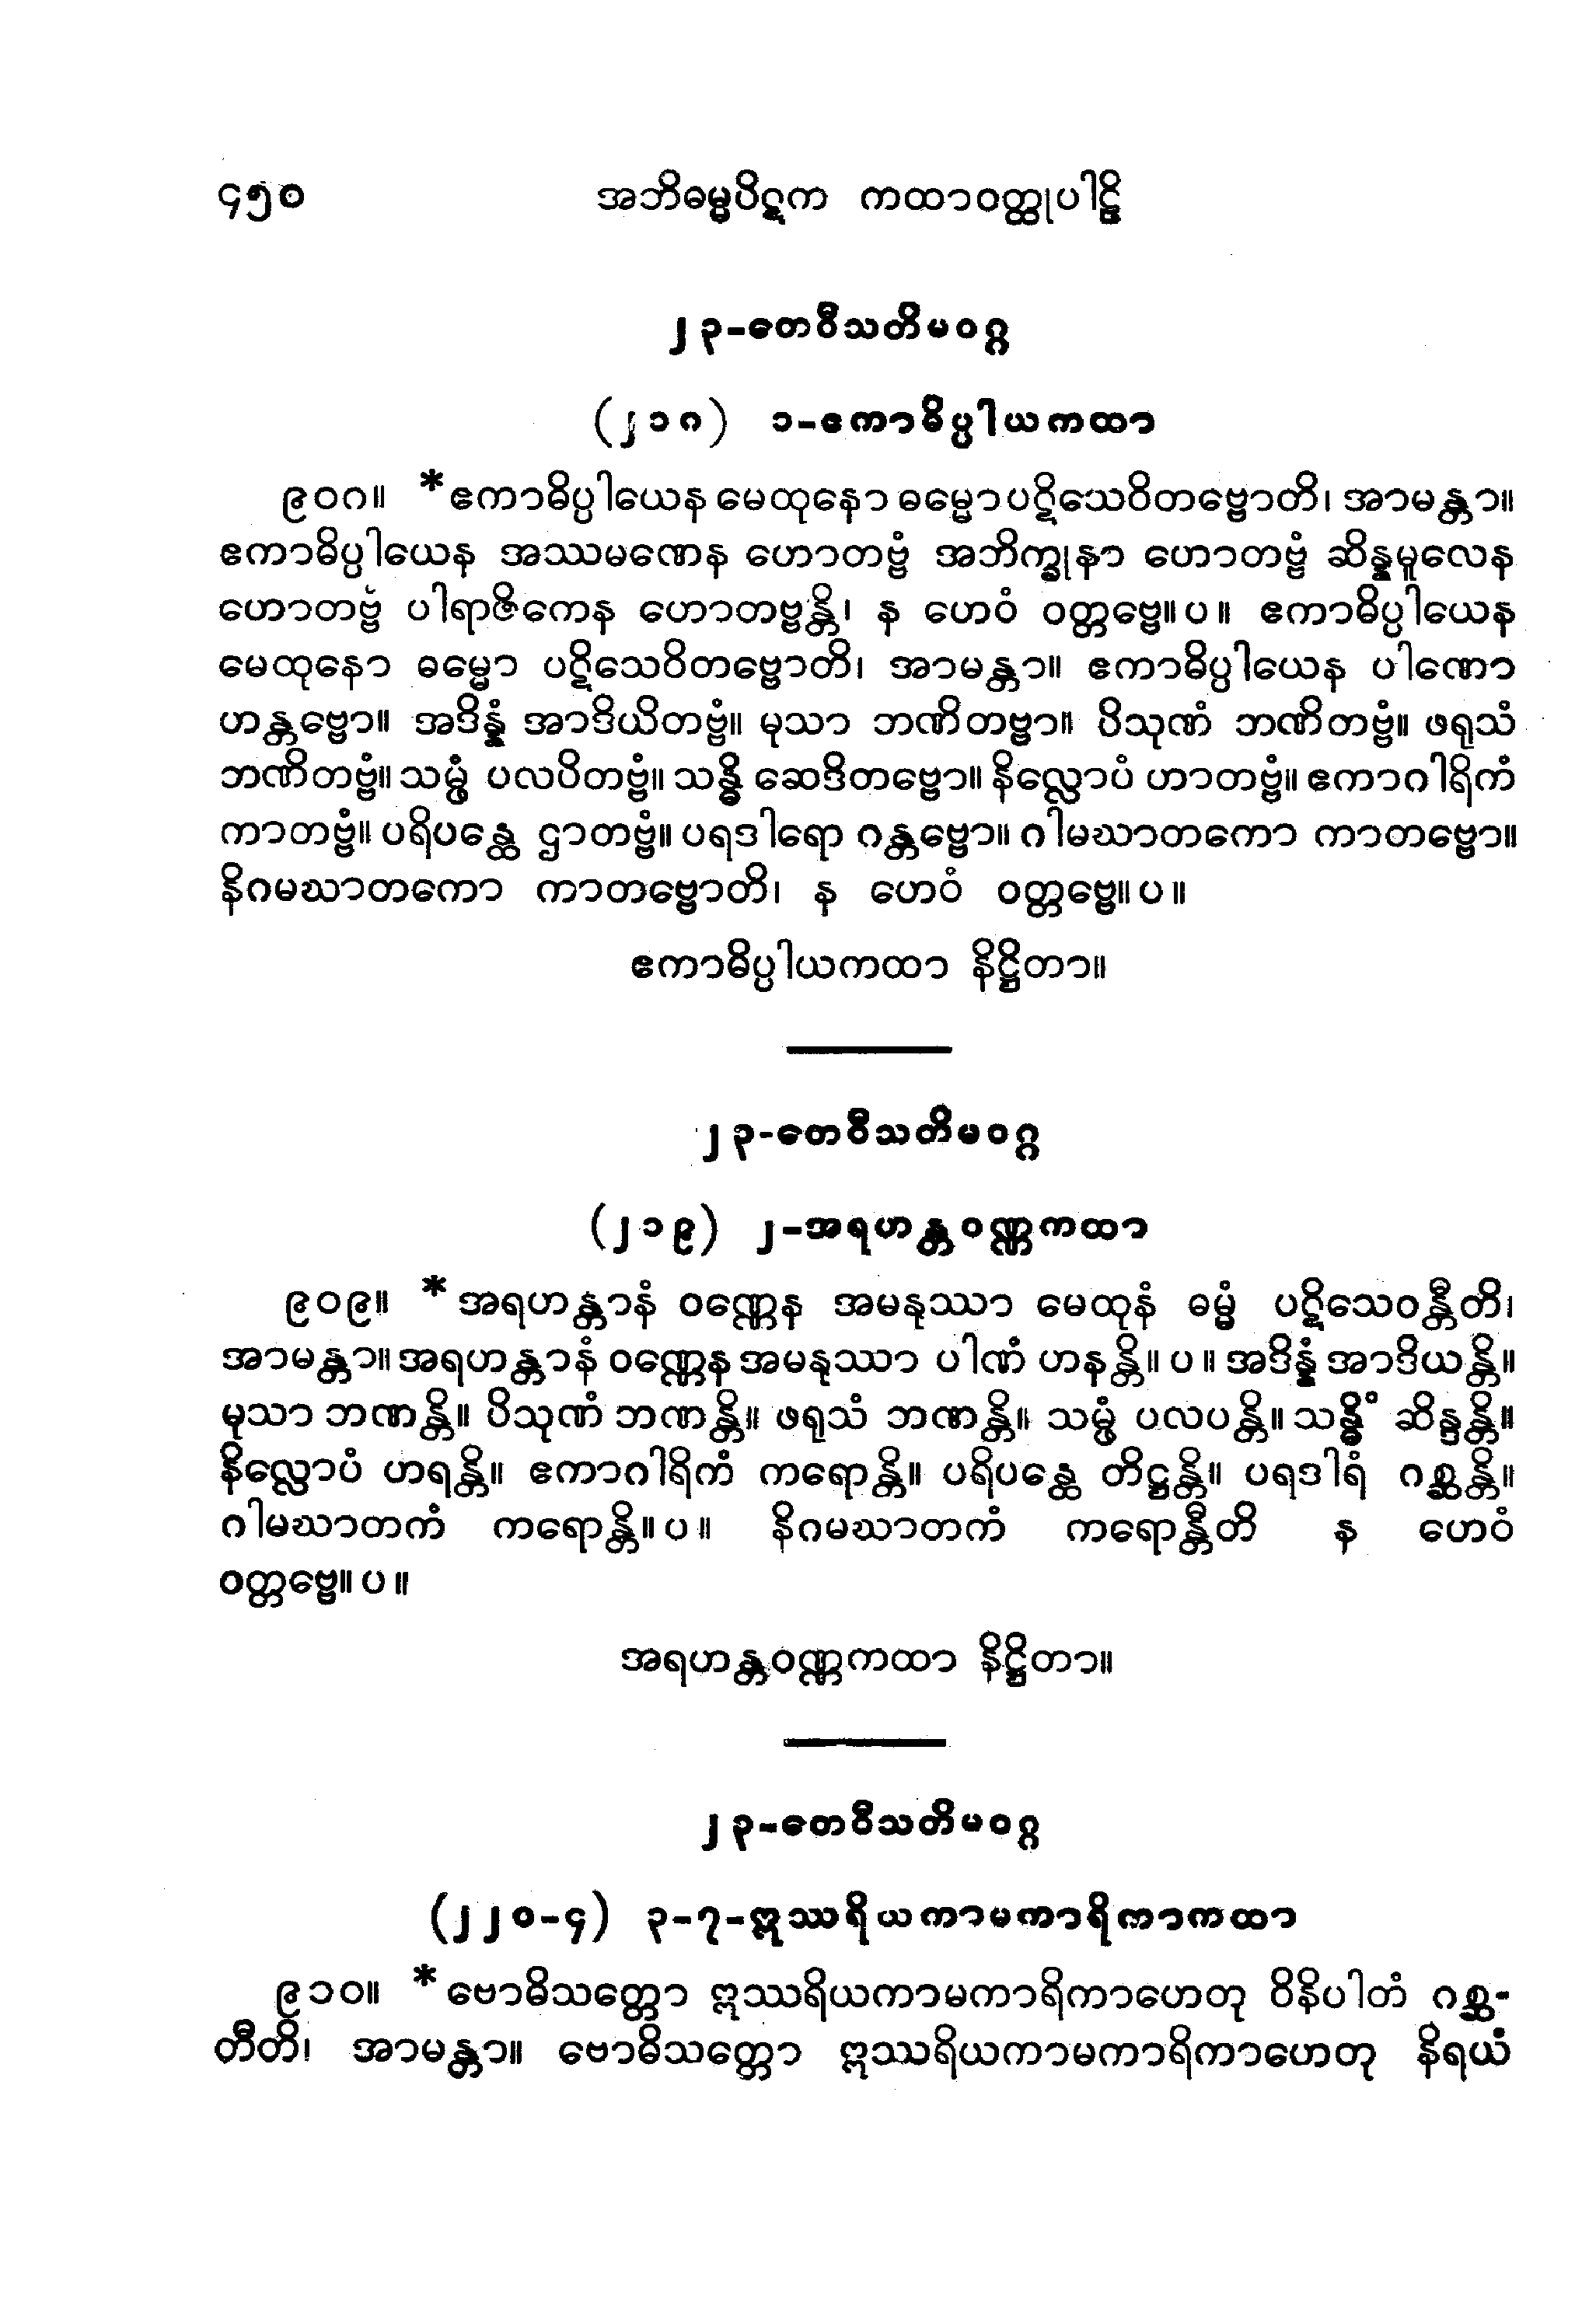 ၄၅၀ အဘိဓမ္မပိဋက ကထာဝတ္ထုပါဠိ
၂၃-တေဝီသတိမဝဂ္ဂ
(၂၁၈) ၁-ဧကာဓိပ္ပါယကထာ
၉၀၈။ *ဧကာဓိပ္ပါယေန မေထုနော ဓမ္မော ပဋိသေဝိတဗ္ဗောတိ၊ အာမန္တာ။
ဧကာဓိပ္ပါယေန အဿမဏေန ဟောတဗ္ဗံ အဘိက္ခုနာ ဟောတဗ္ဗံ ဆိန္နမူလေန
ဟောတဗ္ဗံ ပါရာဇိကေန ဟောတဗ္ဗန္တိ၊ န ဟေဝံ ဝတ္တဗ္ဗေ။ပ။ ဧကာဓိပ္ပါယေန
မေထုနော ဓမ္မော ပဋိသေဝိတဗ္ဗောတိ၊ အာမန္တာ။ ဧကာဓိပ္ပါယေန ပါဏော
ဟန္တဗ္ဗော။ အဒိန္နံ အာဒိယိတဗ္ဗံ။ မုသာ ဘဏိတဗ္ဗာ။ ပိသုဏံ ဘဏိတဗ္ဗံ။ ဖရုသံ
ဘဏိတဗ္ဗံ။ သမ္ဖံ ပလပိတဗ္ဗံ။ သန္ဓိ ဆေဒိတဗ္ဗော။ နိလ္လောပံ ဟာတဗ္ဗံ။ ဧကာဂါရိကံ
ကာတဗ္ဗံ။ ပရိပန္ထေ ဌာတဗ္ဗံ။ ပရဒါရော ဂန္တဗ္ဗော။ ဂါမဃာတကော ကာတဗ္ဗော။
နိဂမဃာတကော ကာတဗ္ဗောတိ၊ န ဟေဝံ ဝတ္တဗ္ဗေ။ပ။
ဧကာဓိပ္ပါယကထာ နိဋ္ဌိတာ။
၂၃-တေဝီသတိမဝဂ္ဂ
(၂၁၉) ၂-အရဟန္တဝဏ္ဏကထာ
၉၀၉။ *အရဟန္တာနံ ဝဏ္ဏေန အမနုဿာ မေထုနံ ဓမ္မံ ပဋိသေဝန္တီတိ၊
အာမန္တာ။ အရဟန္တာနံ ဝဏ္ဏေန အမနုဿာ ပါဏံ ဟနန္တိ။ပ။ အဒိန္နံ အာဒိယန္တိ။
မုသာ ဘဏန္တိ။ ပိသုဏံ ဘဏန္တိ။ ဖရုသံ ဘဏန္တိ။ သမ္ဖံ ပလပန္တိ။ သန္ဓိံ ဆိန္ဒန္တိ။
နိလ္လောပံ ဟရန္တိ။ ဧကာဂါရိကံ ကရောန္တိ။ ပရိပန္ထေ တိဋ္ဌန္တိ။ ပရဒါရံ ဂစ္ဆန္တိ။
ဂါမဃာတကံ ကရောန္တိ။ပ။ နိဂမဃာတကံ ကရောန္တီတိ န ဟေဝံ
ဝတ္တဗ္ဗေ။ပ။
အရဟန္တဝဏ္ဏကထာ နိဋ္ဌိတာ။
၂၃-တေဝီသတိမဝဂ္ဂ
(၂၂၀-၄) ၃-၇-ဣဿရိယကာမကာရိကာကထာ
၉၁၀။ *ဗောဓိသတ္တော ဣဿရိယကာမကာရိကာဟေတု ဝိနိပါတံ ဂစ္ဆ-
တီတိ၊ အာမန္တာ။ ဗောဓိသတ္တော ဣဿရိယကာမကာရိကာဟေတု နိရယံ